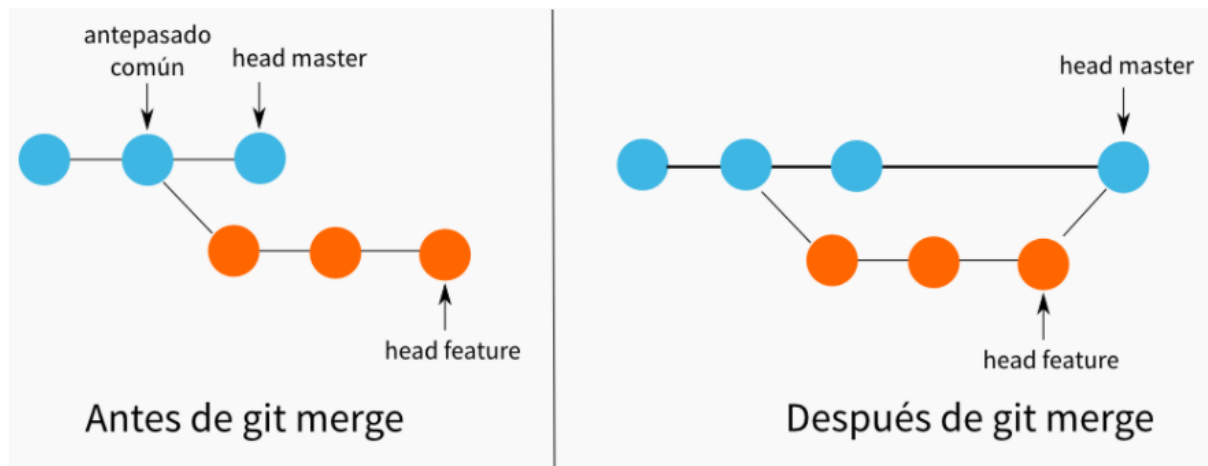 antepasado
común
head master
head feature
Antes de git merge
head master
head feature
Después de git merge